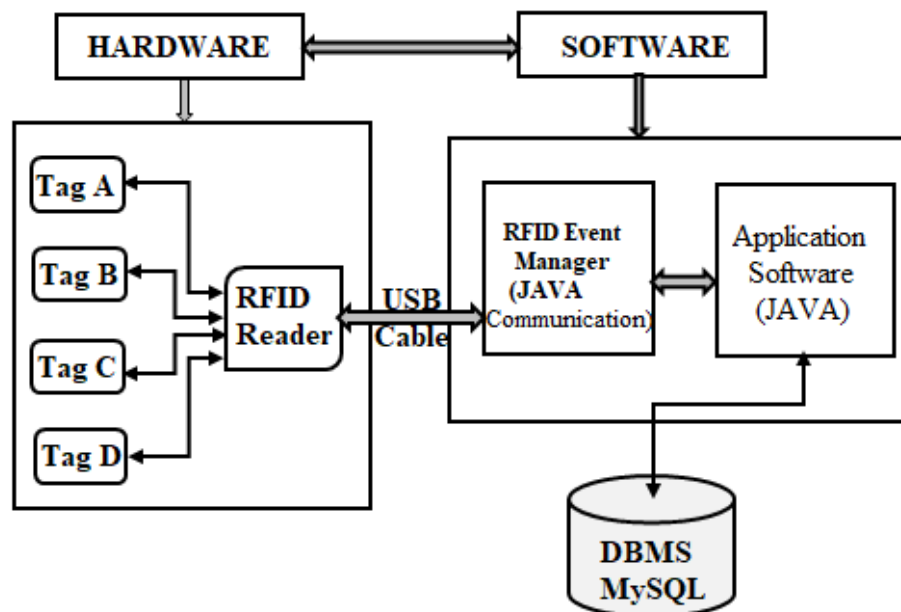 HARDWARE
SOFTWARE
Tag A
Tag B
Tag C
Tag D
RFID
Reader
USB
Cable
RFID Event
Manager
(JAVA
Communication)
Application
Software
(JAVA)
DBMS
MySQL